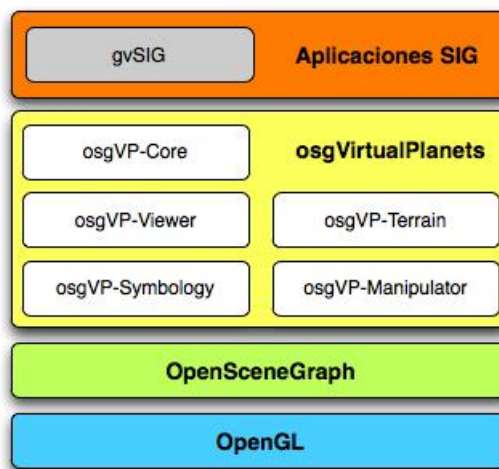 gvSIG Aplicaciones SIG
osgVP-Core osgVirtualPlanets
osgVP-Viewer osgVP-Terrain
osgVP-Symbology osgVP-Manipulator
OpenSceneGraph
OpenGL